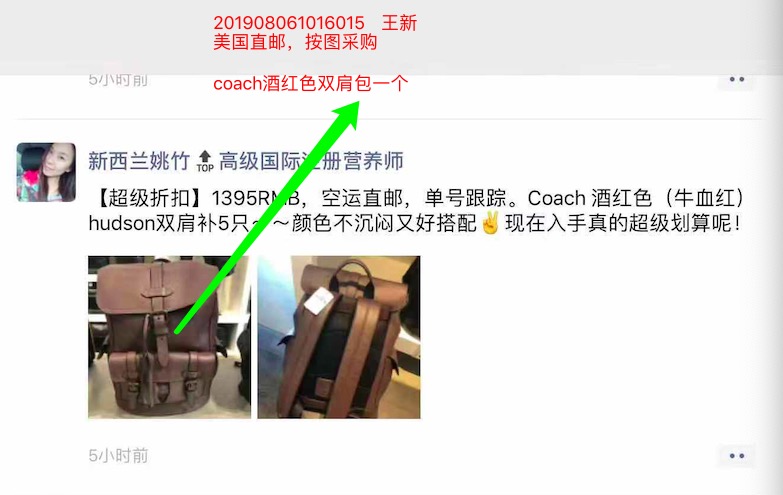 201908061016015 王新
美国直邮，按图采购
5小时前
coach酒红色双肩包一个
新西兰姚竹🔝高级国际注册营养师
【超级折扣】1395RMB，空运直邮，单号跟踪。Coach 酒红色（牛血红）
hudson双肩补5只～～颜色不沉闷又好搭配✌️现在入手真的超级划算呢！
5小时前